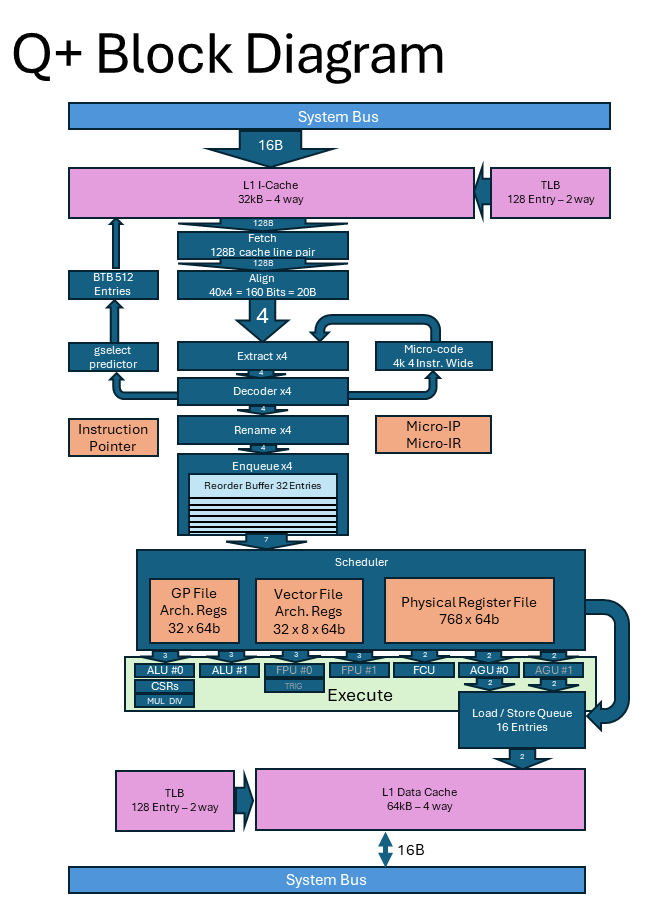 Q+ Block Diagram
System Bus
16B
L1 I-Cache
32kB – 4 way
TLB
128 Entry – 2 way
128B
Fetch
128B cache line pair
128B
Align
40x4 = 160 Bits = 20B
BTB 512
Entries
4
gselect
predictor
Extract x4
Micro-code
4k 4 Instr. Wide
4
Decoder x4
4
Instruction
Pointer
Rename x4
Micro-IP
Micro-IR
4
Enqueue x4
Reorder Buffer 32 Entries
7
Scheduler
GP File
Arch. Regs
32 x 64b
Vector File
Arch. Regs
32 x 8 x 64b
Physical Register File
768 x 64b
3
3
3
3
2
2
2
ALU #0
ALU #1
FPU #0
FPU #1
FCU
AGU #0
AGU #1
CSRs
TRIG
2
2
MUL DIV
Execute
Load / Store Queue
16 Entries
2
TLB
128 Entry – 2 way
L1 Data Cache
64kB – 4 way
16B
System Bus